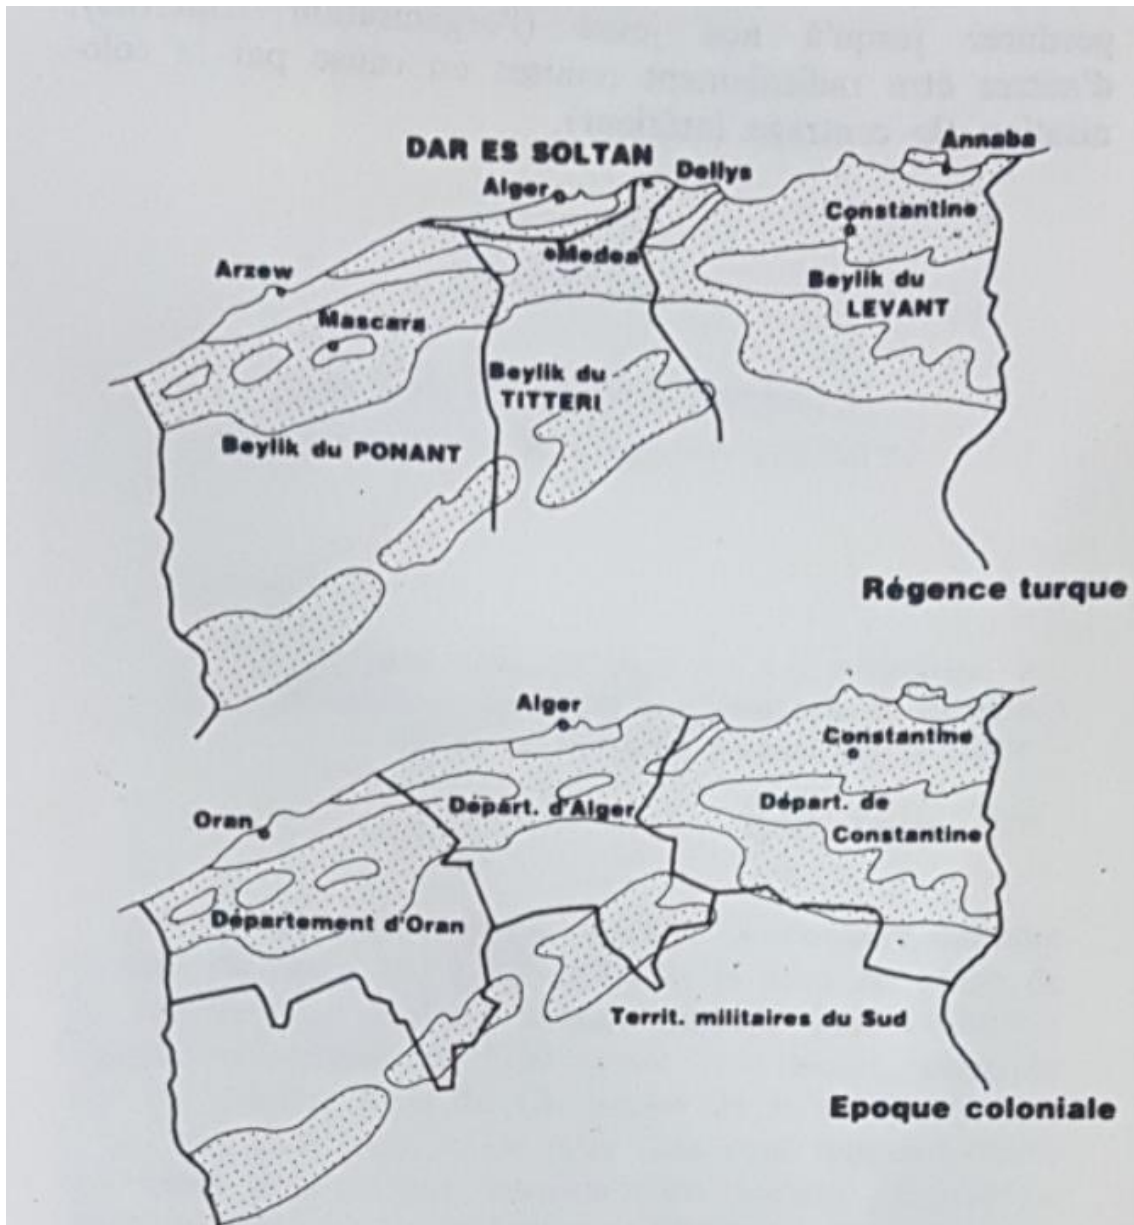 DAR ES SOLTAN
Annaba
Dellys
Alger
Constantine
Medea
Arzew
Beylik du
LEVANT
Mascara
Beylik du
TITTERI
Beylik du PONANT
Régence turque
Alger
Constantine
Oran
Départ. d'Alger
Départ. de
Constantine
Département d'Oran
Territ. militaires du Sud
Epoque coloniale